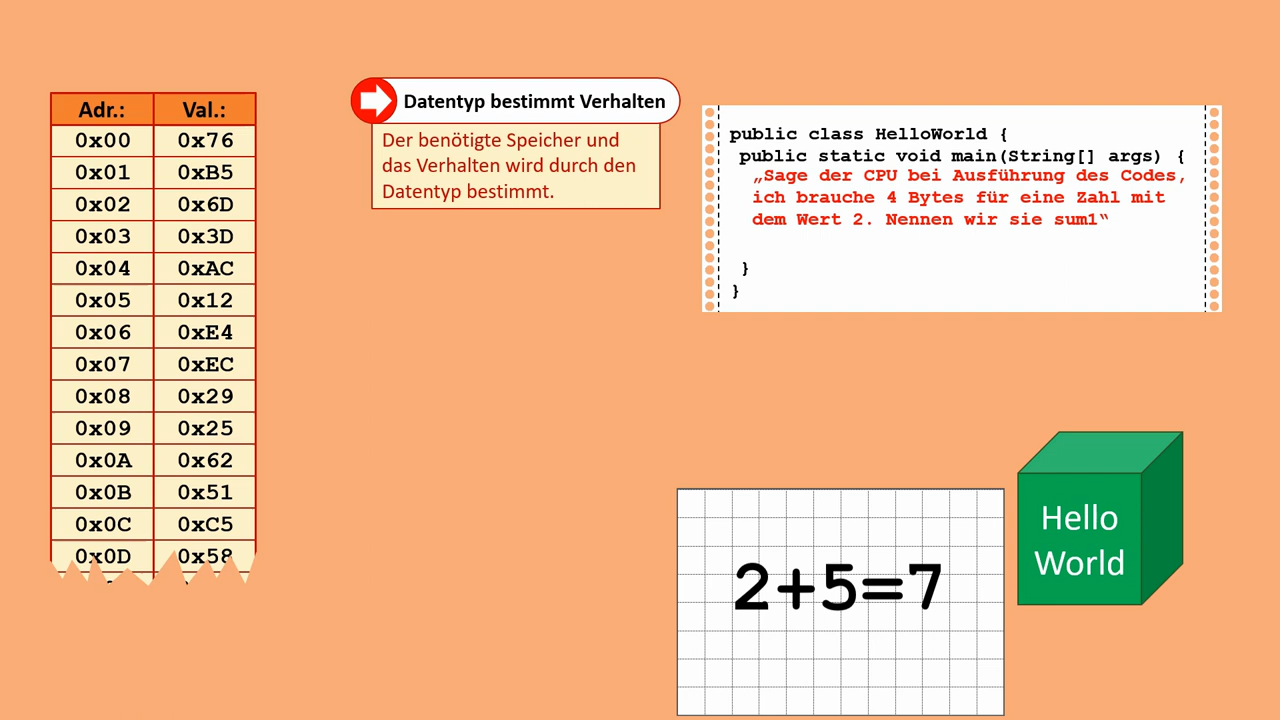 Adr.: Val.:
0x00 0x76
0x01 0xB5
0x02 0x6D
0x03 0x3D
0x04 0xAC
0x05 0x12
0x06 0xE4
0x07 0xEC
0x08 0x29
0x09 0x25
0x0A 0x62
0x0B 0x51
0x0C 0xC5
0x0D 0x58
Datentyp bestimmt Verhalten
Der benötigte Speicher und
das Verhalten wird durch den
Datentyp bestimmt.
public class HelloWorld {
public static void main(String[] args) {
„Sage der CPU bei Ausführung des Codes,
ich brauche 4 Bytes für eine Zahl mit
dem Wert 2. Nennen wir sie sum1“
}
}
2+5=7
Hello
World